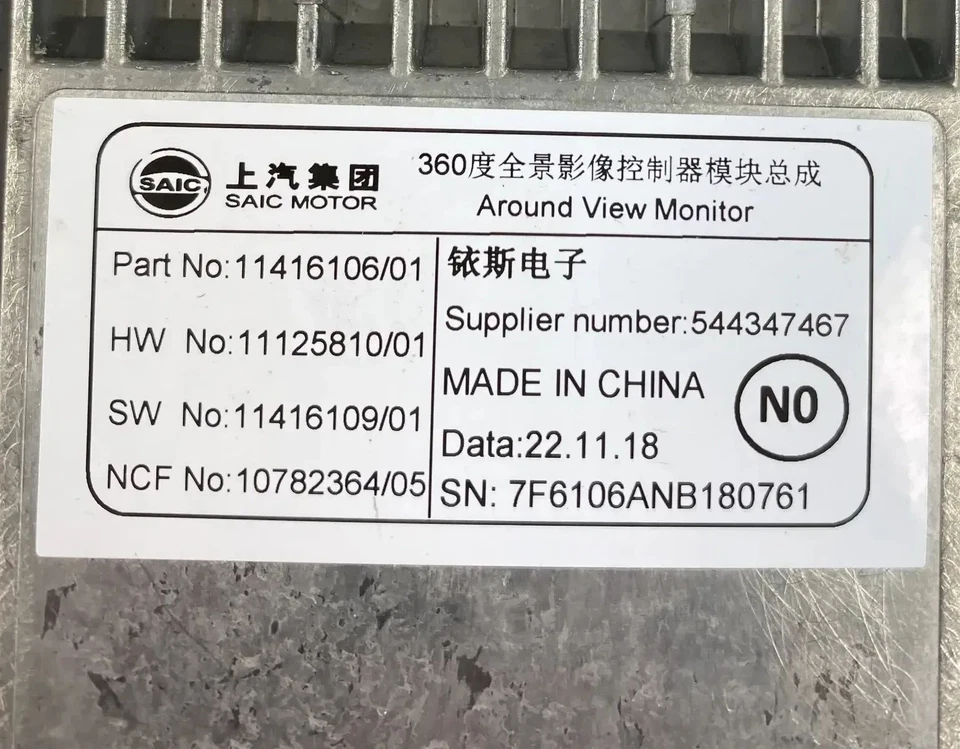 SAIC
上汽集团
SAIC MOTOR
360度全景影像控制器模块总成
Around View Monitor
Part No:11416106/01
HW No:11125810/01
SW No:11416109/01
NCF No:10782364/05
铱斯电子
Supplier number:544347467
MADE IN CHINA
N0
Data:22.11.18
SN: 7F6106ANB180761